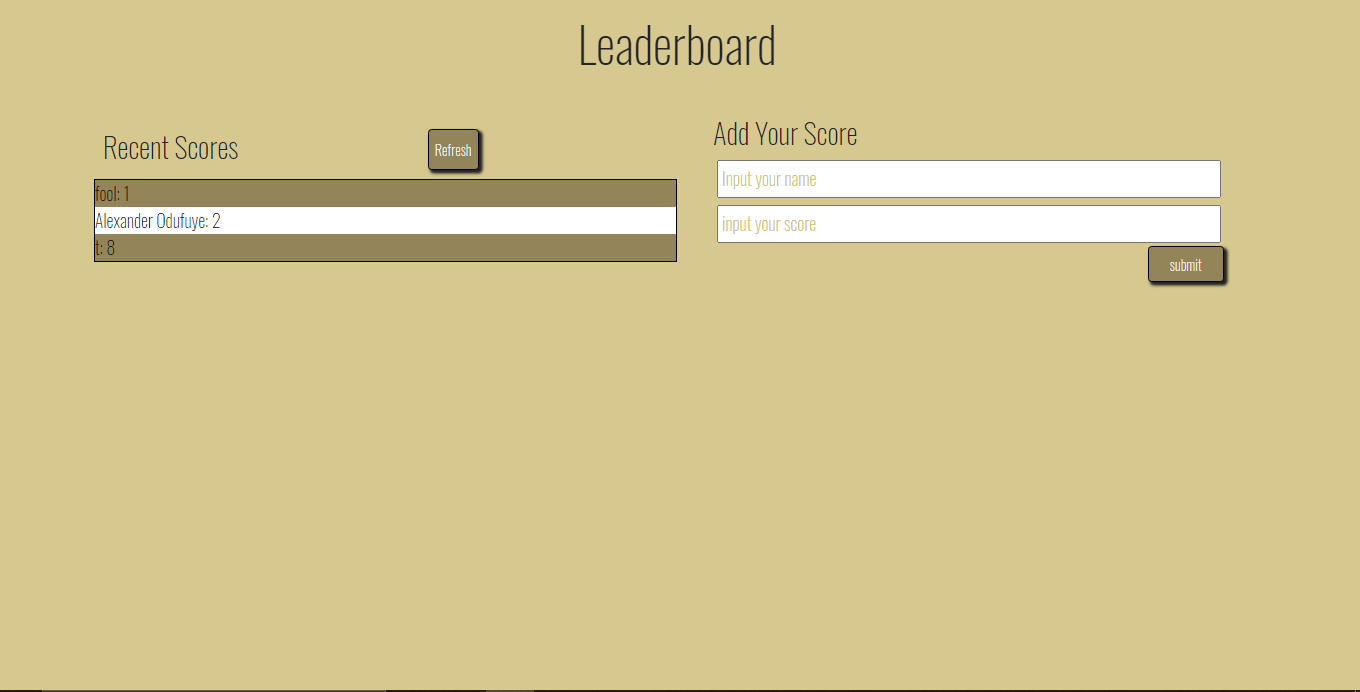 Leaderboard
Recent Scores
Refresh
fool: 1
Alexander Odufuye: 2
t: 8
Add Your Score
Input your name
input your score
submit